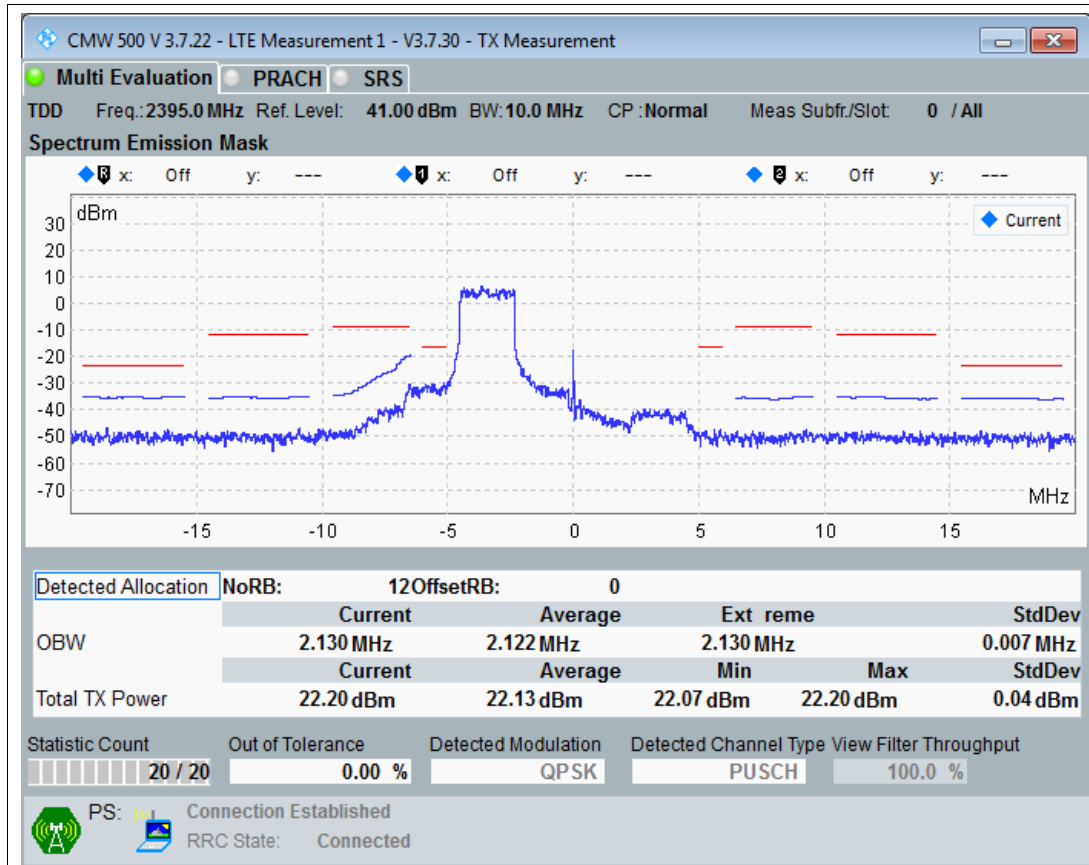 CMW 500 V 3.7.22 - LTE Measurement 1 - V3.7.30 - TX Measurement
Multi Evaluation PRACH SRS
TDD Freq.: 2395.0 MHz Ref. Level: 41.00 dBm BW: 10.0 MHz CP : Normal Meas Subfr./Slot: 0 / All
Spectrum Emission Mask
R x: Off y: --- 1 x: Off y: --- 2 x: Off y: ---
dBm
Current
30
20
10
0
-10
-20
-30
-40
-50
-60
-70
MHz
-15 -10 -5 0 5 10 15
Detected Allocation NoRB: 12 OffsetRB: 0
Current Average Ext reme StdDev
OBW 2.130 MHz 2.122 MHz 2.130 MHz 0.007 MHz
Current Average Min Max StdDev
Total TX Power 22.20 dBm 22.13 dBm 22.07 dBm 22.20 dBm 0.04 dBm
Statistic Count Out of Tolerance Detected Modulation Detected Channel Type View Filter Throughput
20 / 20 0.00 % QPSK PUSCH 100.0 %
PS: Connection Established
RRC State: Connected